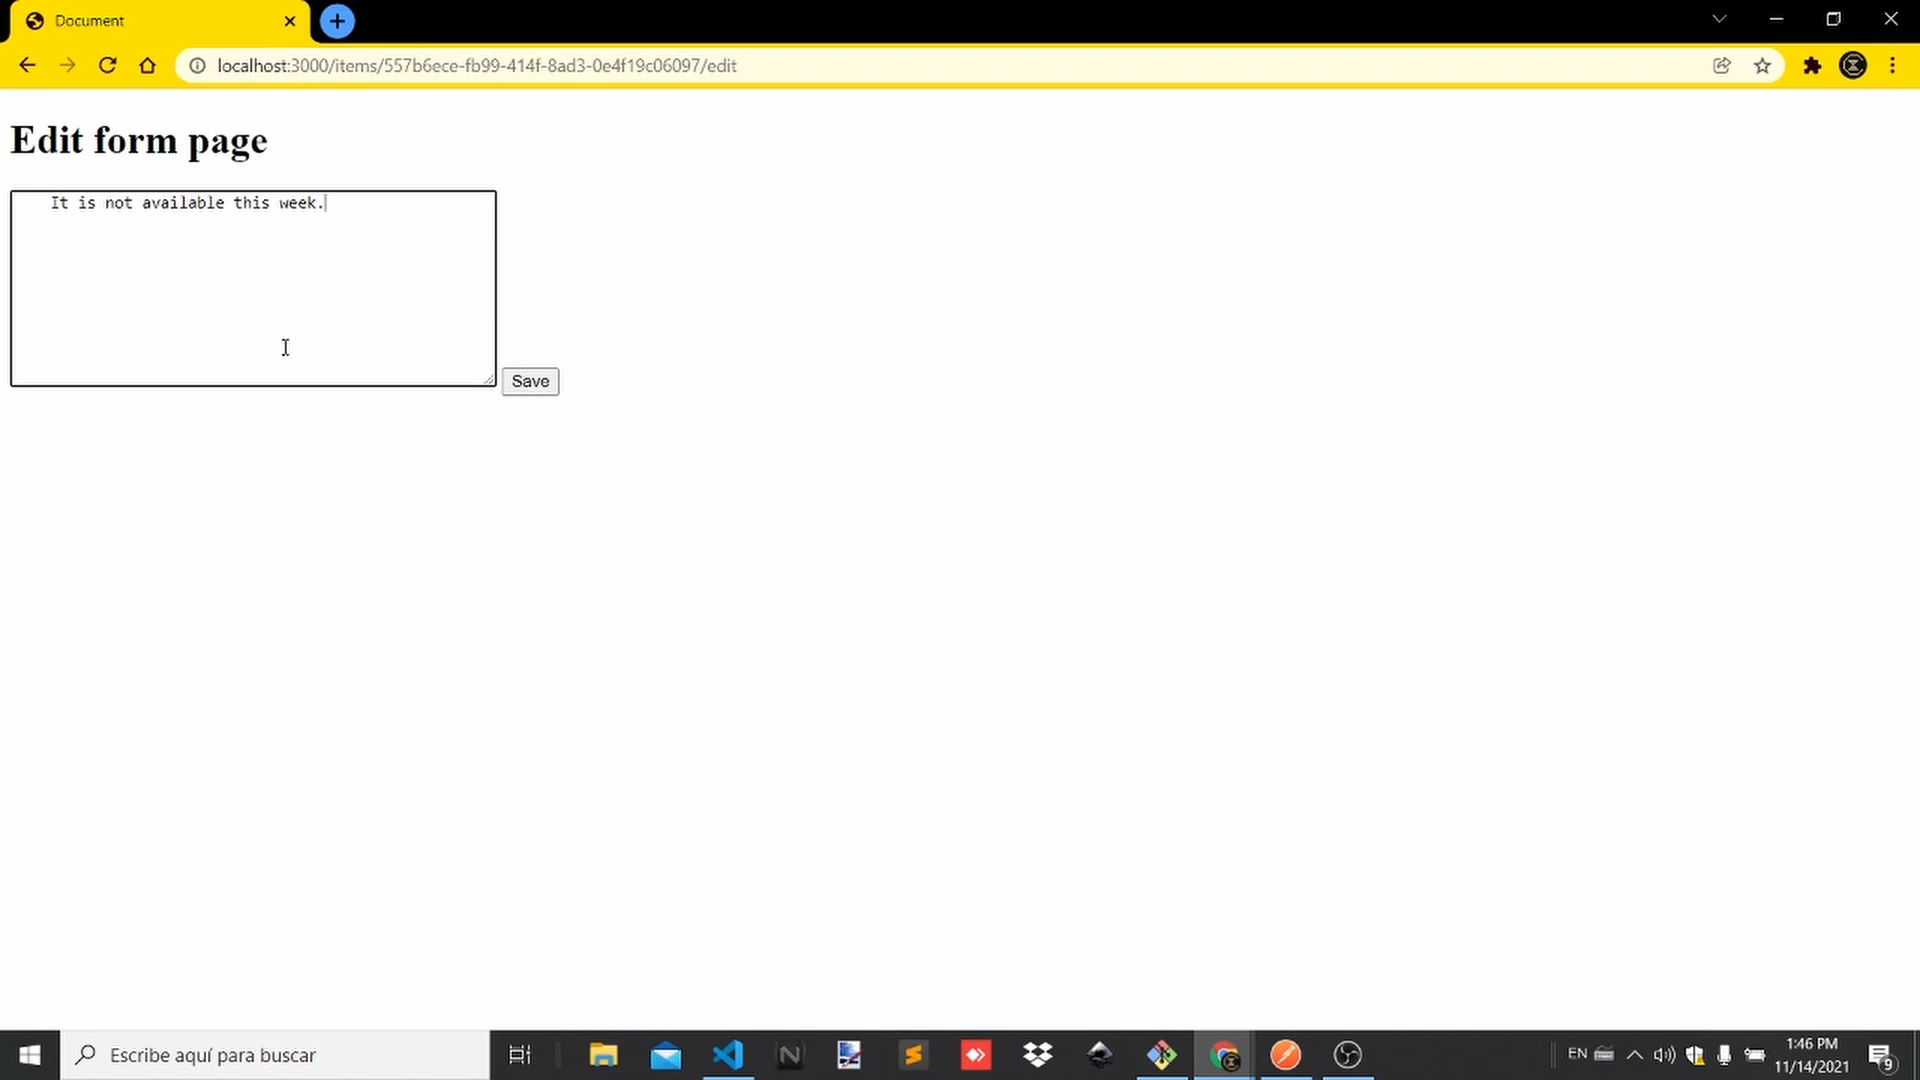 Document
localhost:3000/items/557b6ece-fb99-414f-8ad3-0e4f19c06097/edit
Edit form page
It is not available this week.
Save
Escribe aquí para buscar
EN
1:46 PM
11/14/2021
9